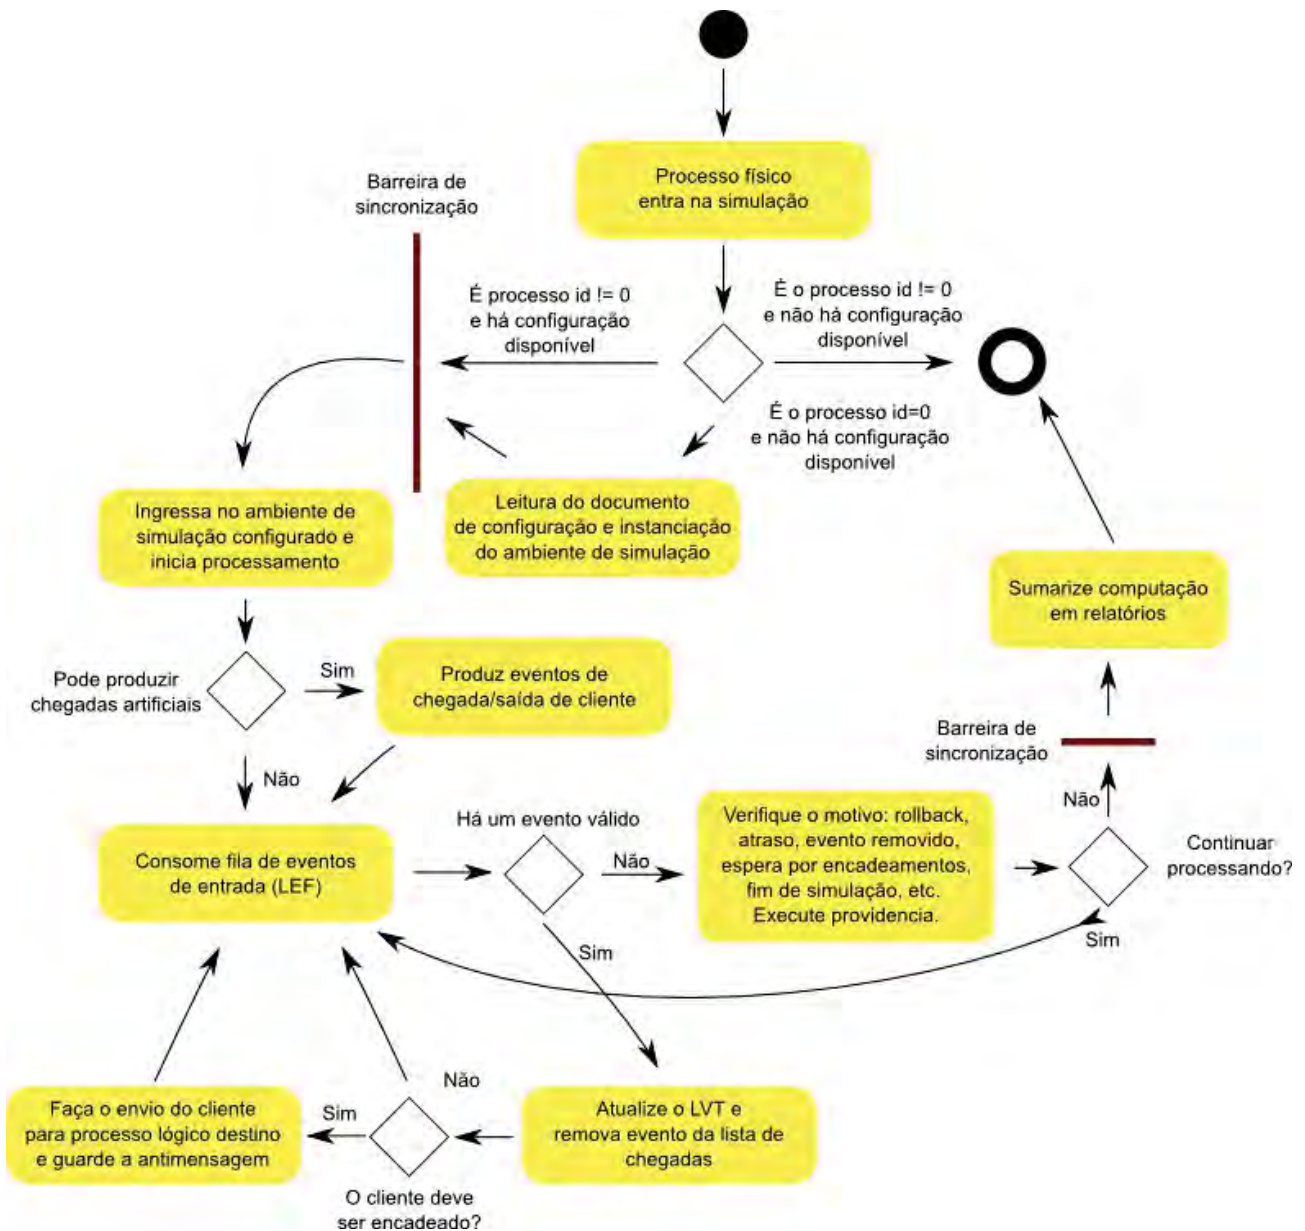 Processo físico
entra na simulação
Barreira de
sincronização
É processo id != 0
e há configuração
disponível
É o processo id != 0
e não há configuração
disponível
É o processo id=0
e não há configuração
disponível
Ingressa no ambiente de
simulação configurado e
inicia processamento
Leitura do documento
de configuração e instanciação
do ambiente de simulação
Sumarize computação
em relatórios
Pode produzir
chegadas artificiais
Sim
Produz eventos de
chegada/saída de cliente
Não
Barreira de
sincronização
Não
Continuar
processando?
Sim
Consome fila de eventos
de entrada (LEF)
Há um evento válido
Não
Verifique o motivo: rollback,
atraso, evento removido,
espera por encadeamentos,
fim de simulação, etc.
Execute providencia.
Sim
Atualize o LVT e
remova evento da lista de
chegadas
Não
Sim
O cliente deve
ser encadeado?
Faça o envio do cliente
para processo lógico destino
e guarde a antimensagem